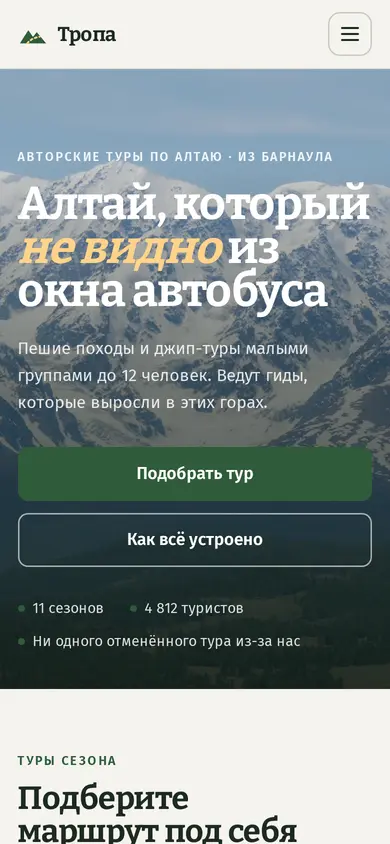 Тропа
АВТОРСКИЕ ТУРЫ ПО АЛТАЮ · ИЗ БАРНАУЛА
Алтай, который
не видно из
окна автобуса
Пешие походы и джип-туры малыми
группами до 12 человек. Ведут гиды,
которые выросли в этих горах.
Подобрать тур
Как всё устроено
11 сезонов
4 812 туристов
Ни одного отменённого тура из-за нас
ТУРЫ СЕЗОНА
Подберите
маршрут под себя